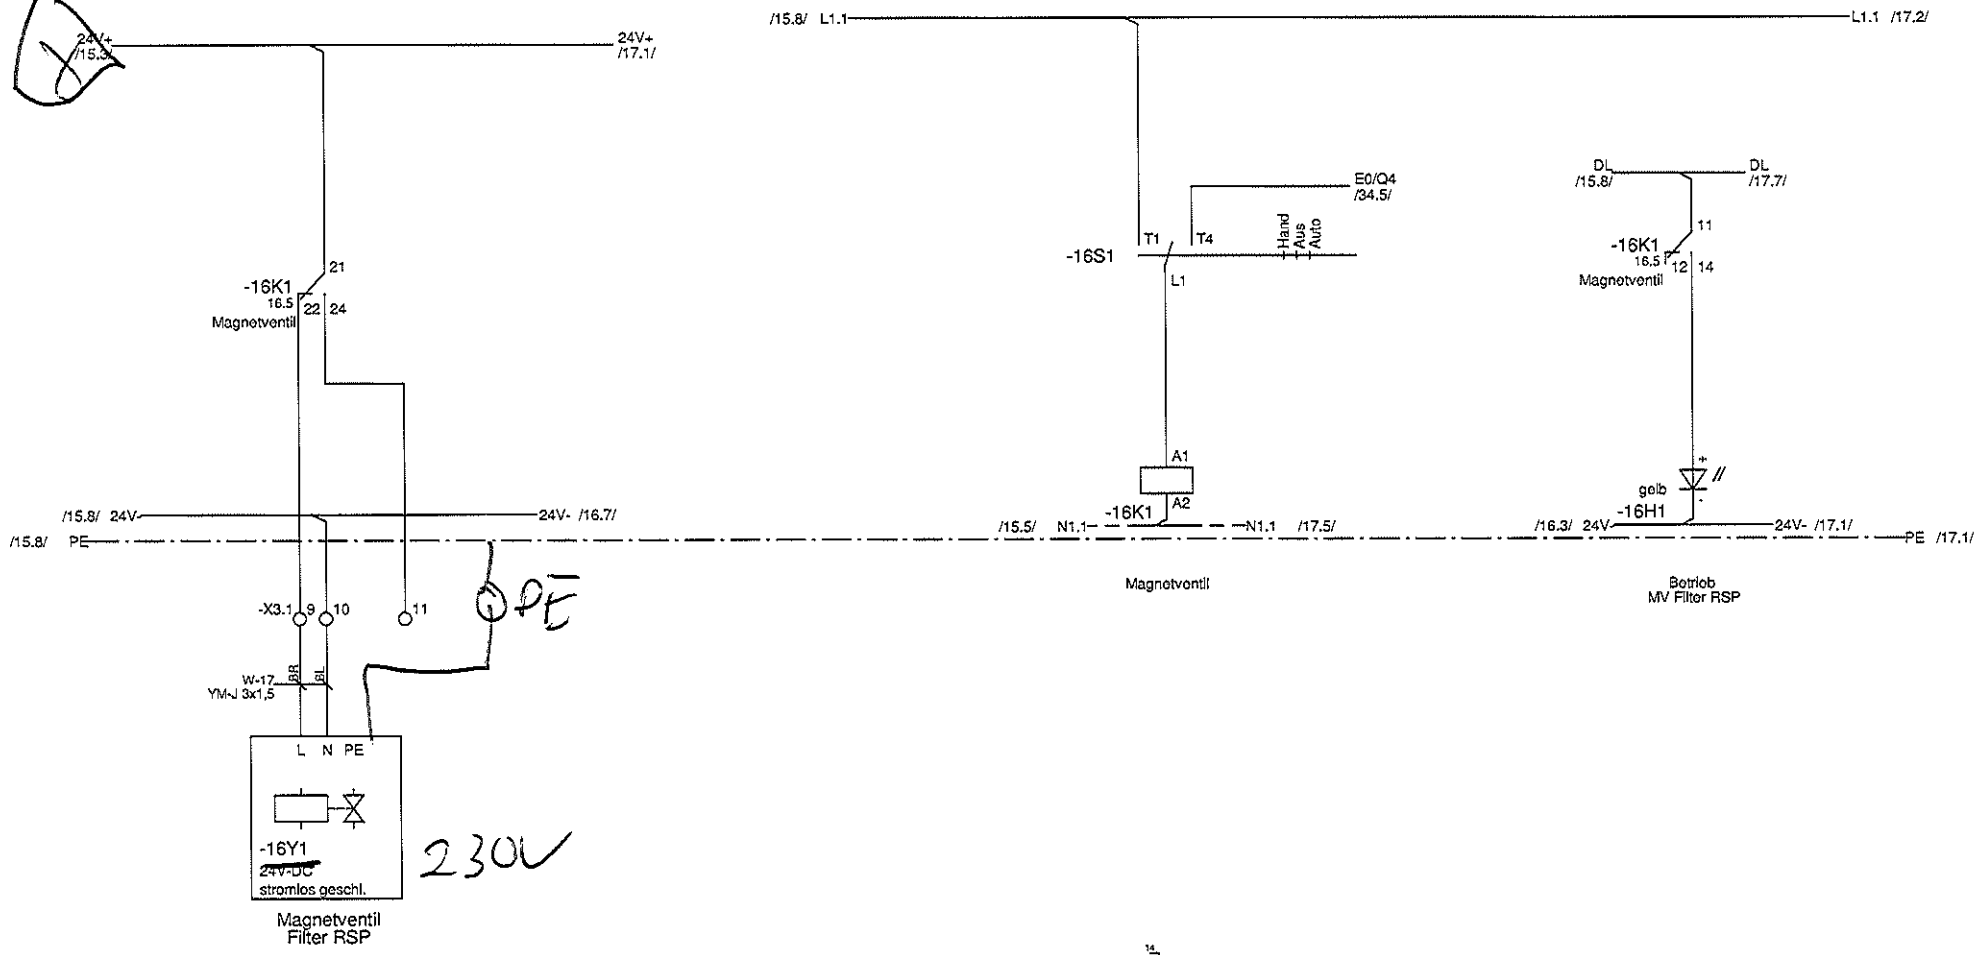 /15.8/ L1.1
L1.1 /17.2/
24V+
/15.3/
24V+
/17.1/
DL
/15.8/
DL
/17.7/
E0/Q4
/34.5/
Hand
Aus
Auto
T1
T4
-16S1
L1
11
-16K1
16.5
12
14
Magnetventil
21
-16K1
16.5
22
24
Magnetventil
A1
A2
-16K1
+
gelb
-
-16H1
/15.8/ 24V-
24V- /16.7/
/15.5/ N1.1
N1.1 /17.5/
/16.3/ 24V-
24V- /17.1/
/15.8/ PE
PE /17.1/
Magnetventil
Betrieb
MV Filter RSP
-X3.1
9
10
11
PE
BR
BL
W-17
YM-J 3x1,5
L N PE
-16Y1
24V-DC
stromlos geschl.
230V
Magnetventil
Filter RSP
14